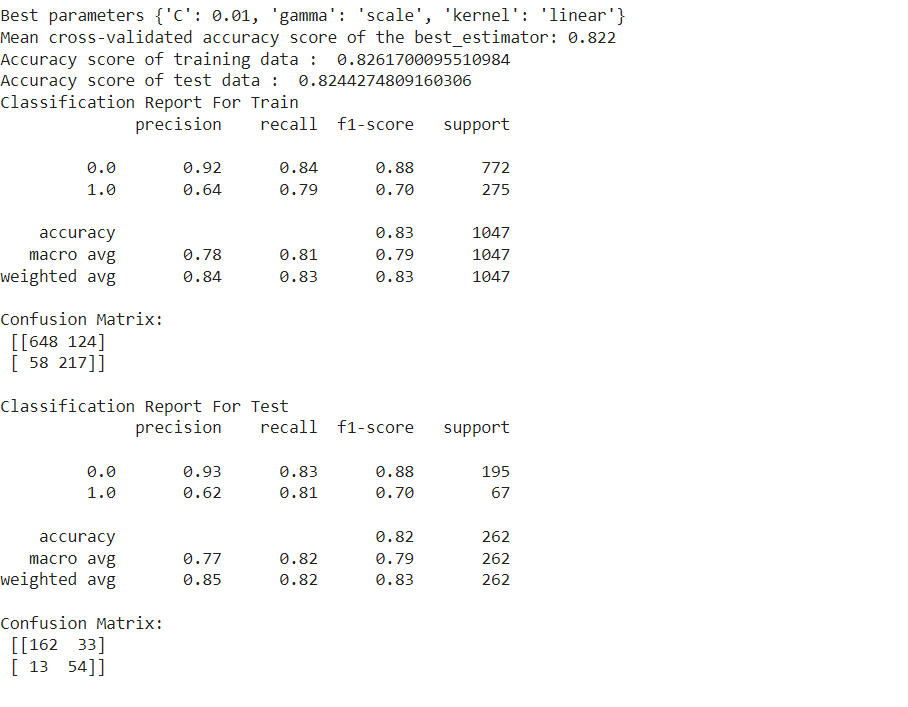 Best parameters {'C': 0.01, 'gamma': 'scale', 'kernel': 'linear'}
Mean cross-validated accuracy score of the best_estimator: 0.822
Accuracy score of training data :  0.8261700095510984
Accuracy score of test data :  0.8244274809160306
Classification Report For Train
              precision    recall  f1-score   support

         0.0       0.92      0.84      0.88       772
         1.0       0.64      0.79      0.70       275

    accuracy                           0.83      1047
   macro avg       0.78      0.81      0.79      1047
weighted avg       0.84      0.83      0.83      1047

Confusion Matrix:
 [[648 124]
 [ 58 217]]

Classification Report For Test
              precision    recall  f1-score   support

         0.0       0.93      0.83      0.88       195
         1.0       0.62      0.81      0.70        67

    accuracy                           0.82       262
   macro avg       0.77      0.82      0.79       262
weighted avg       0.85      0.82      0.83       262

Confusion Matrix:
 [[162  33]
 [ 13  54]]